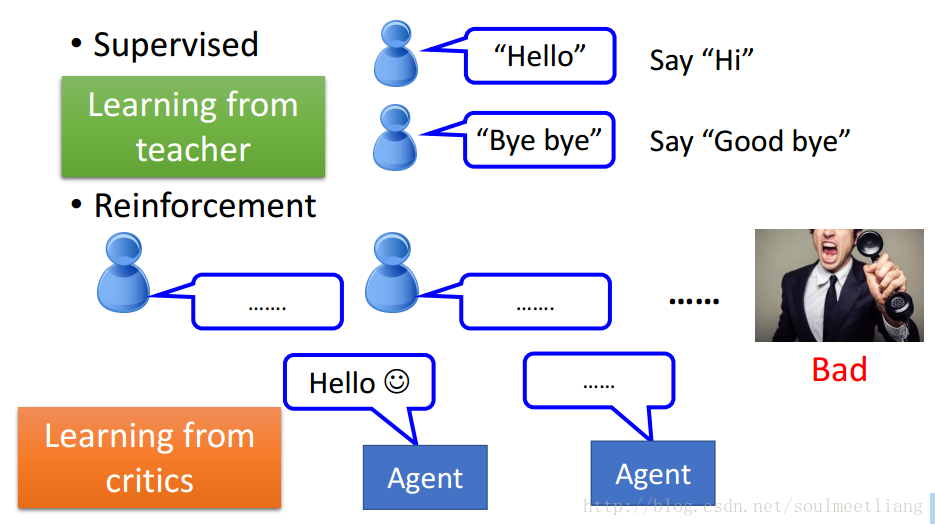 • Supervised
Learning from
teacher
“Hello”
Say “Hi”
“Bye bye”
Say “Good bye”
• Reinforcement
…….
…….
……
Bad
Hello ☺
……
Learning from
critics
Agent
Agent
http://blog.csdn.net/soulmeetliang